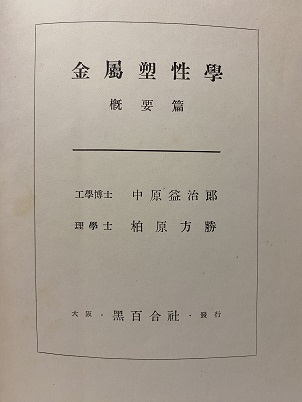 金屬塑性學
概要篇
工學博士 中原益治郎
理學士 柏原方勝
大阪・黑百合社・發行